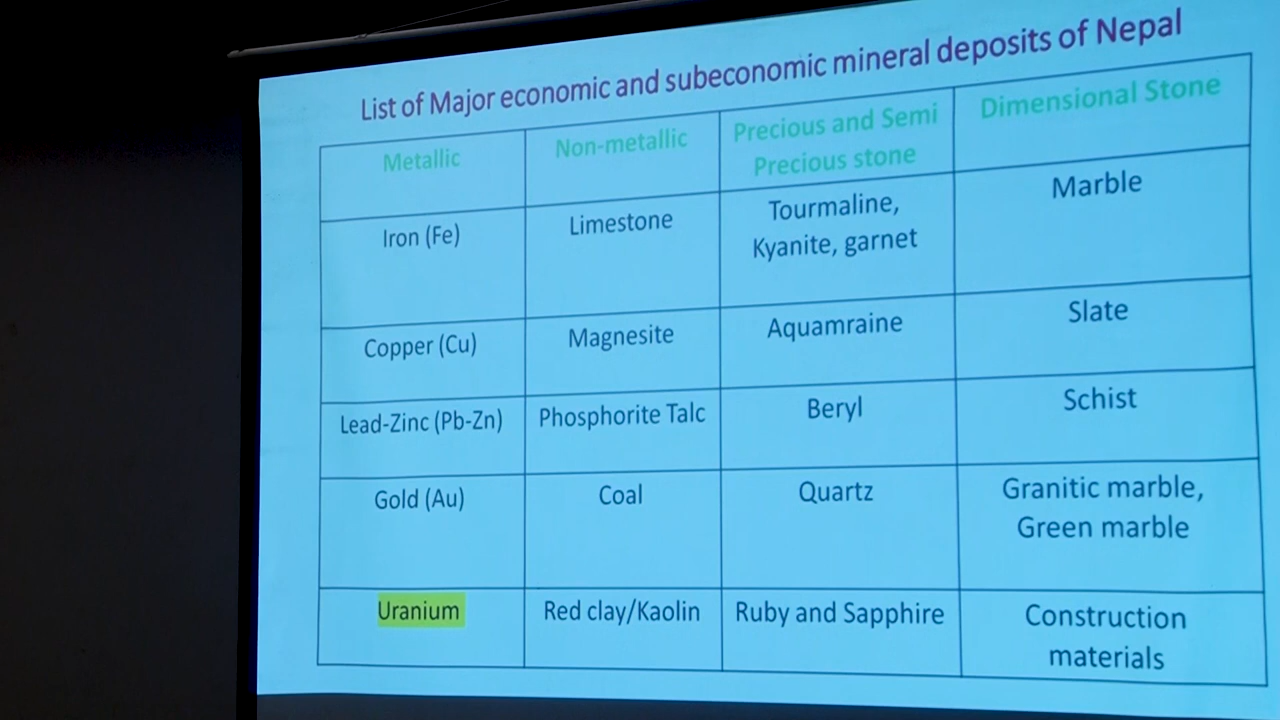 List of Major economic and subeconomic mineral deposits of Nepal
Metallic
Non-metallic
Precious and Semi
Precious stone
Dimensional Stone
Iron (Fe)
Limestone
Tourmaline,
Kyanite, garnet
Marble
Copper (Cu)
Magnesite
Aquamraine
Slate
Lead-Zinc (Pb-Zn)
Phosphorite Talc
Beryl
Schist
Gold (Au)
Coal
Quartz
Granitic marble,
Green marble
Uranium
Red clay/Kaolin
Ruby and Sapphire
Construction
materials